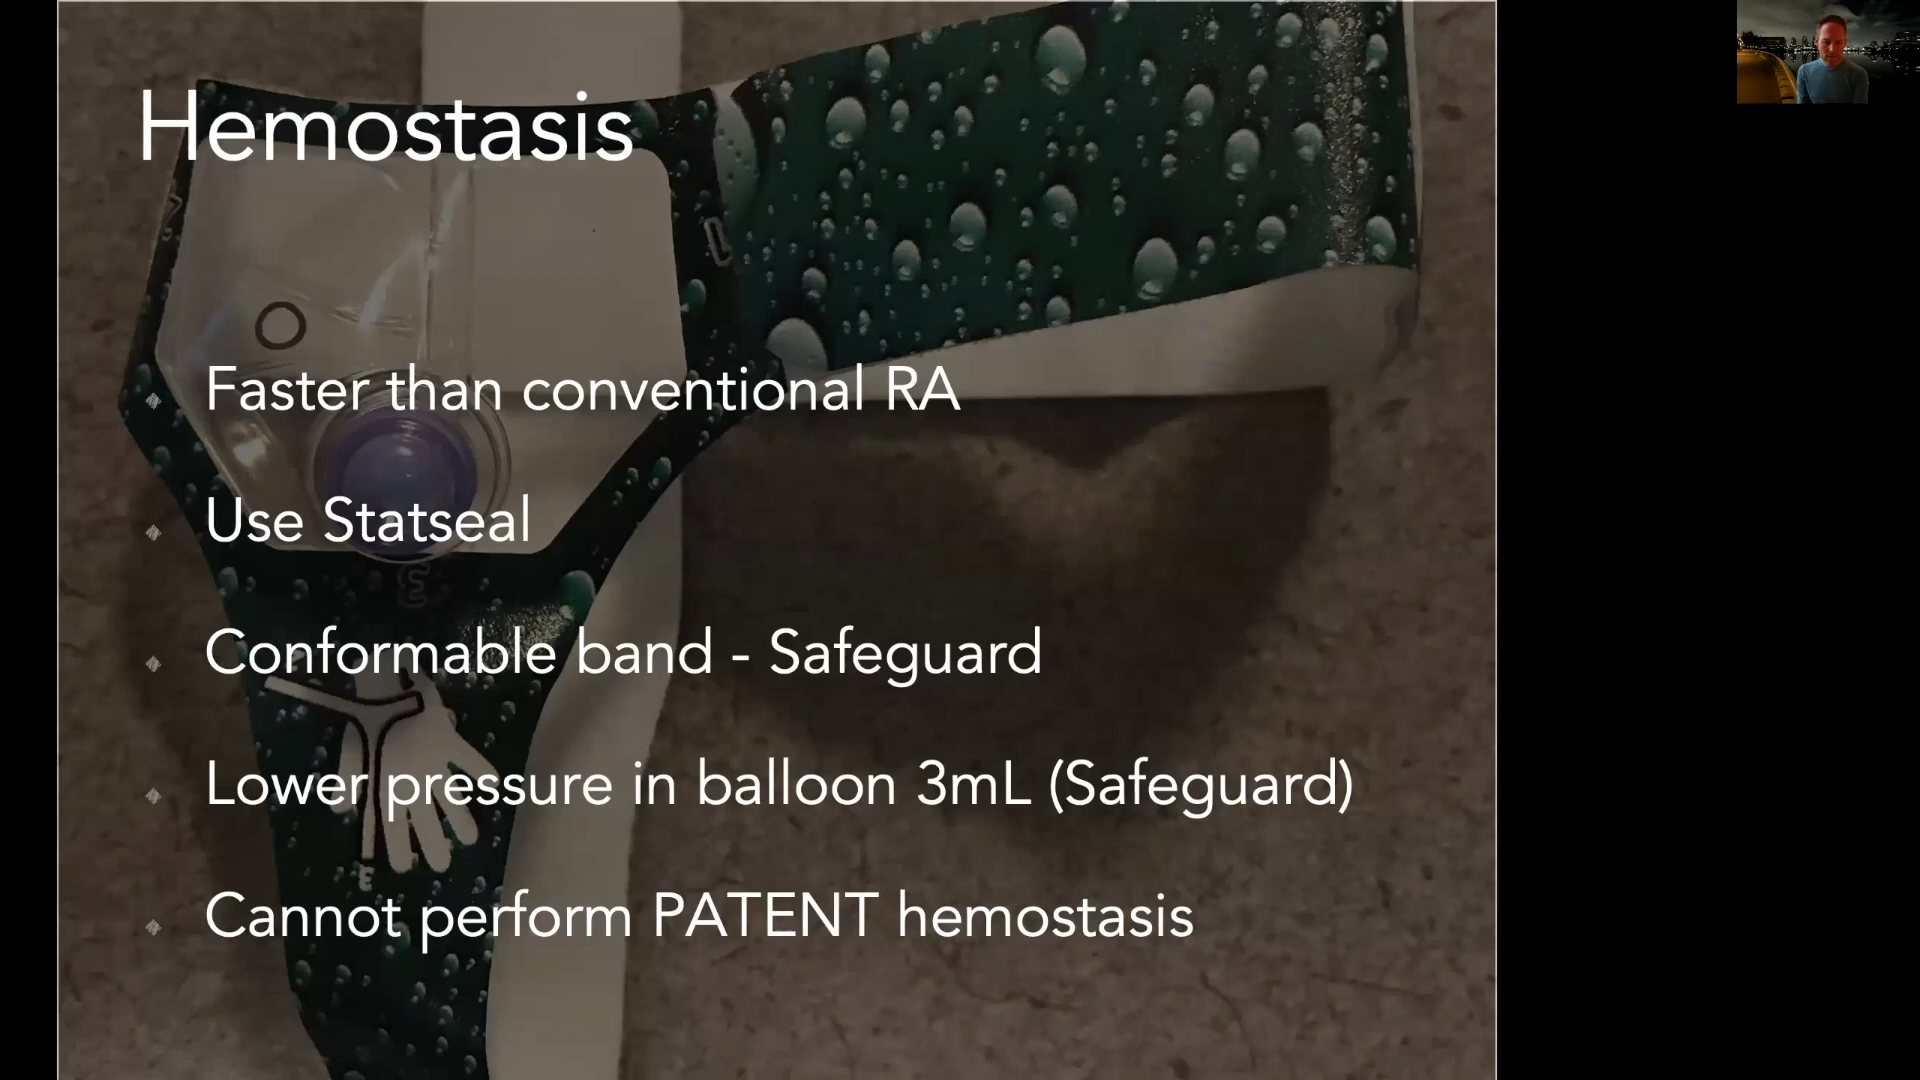 Hemostasis
Faster than conventional RA
Use Statseal
Conformable band - Safeguard
Lower pressure in balloon 3mL (Safeguard)
Cannot perform PATENT hemostasis